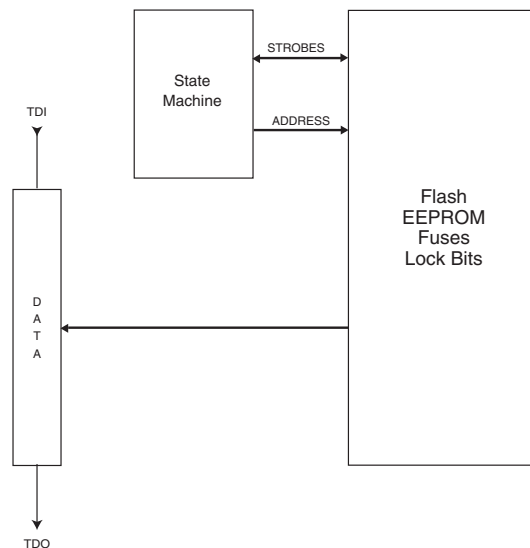 STROBES
State
Machine
ADDRESS
TDI
Flash
EEPROM
Fuses
Lock Bits
D
A
T
A
TDO